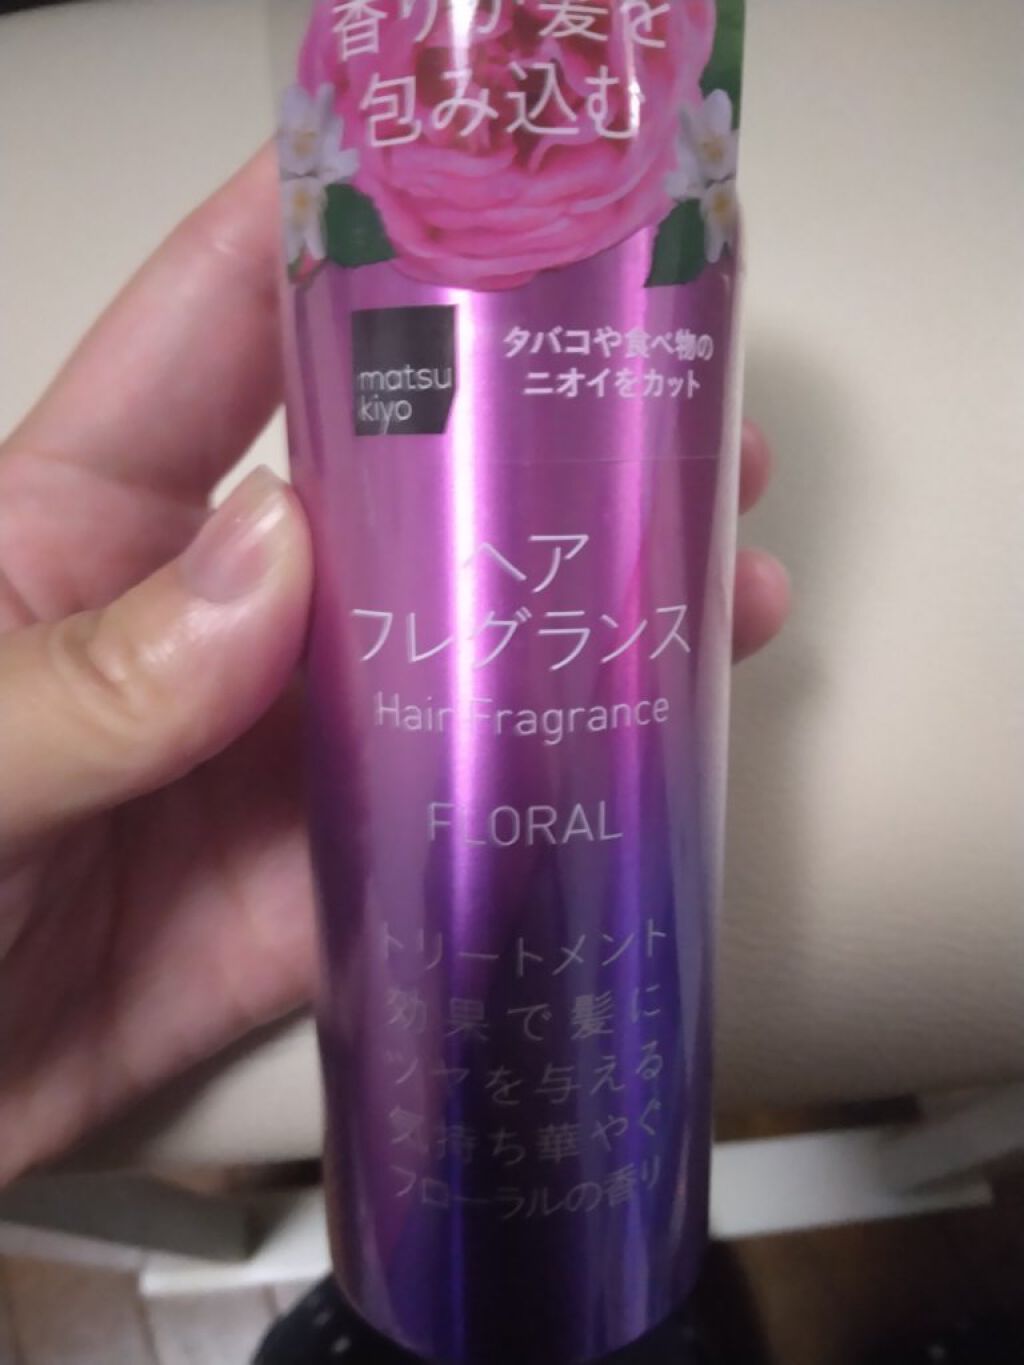 香りが髪を
包み込む
matsu
kiyo
タバコや食べ物の
ニオイをカット
ヘア
フレグランス
Hair Fragrance
FLORAL
トリートメント
効果で髪に
ツヤを与える
気持ち華やぐ
フローラルの香り